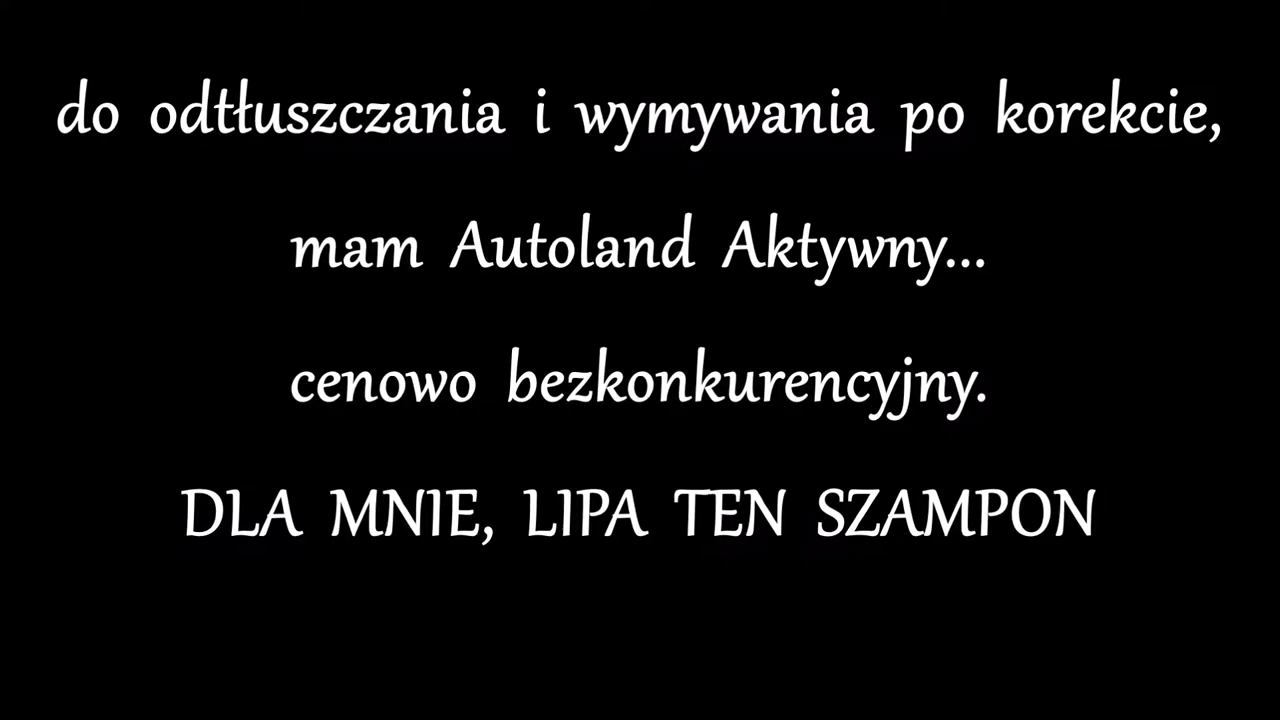 do odtłuszczania i wymywania po korekcie,
mam Autoland Aktywny...
cenowo bezkonkurencyjny.
DLA MNIE, LIPA TEN SZAMPON